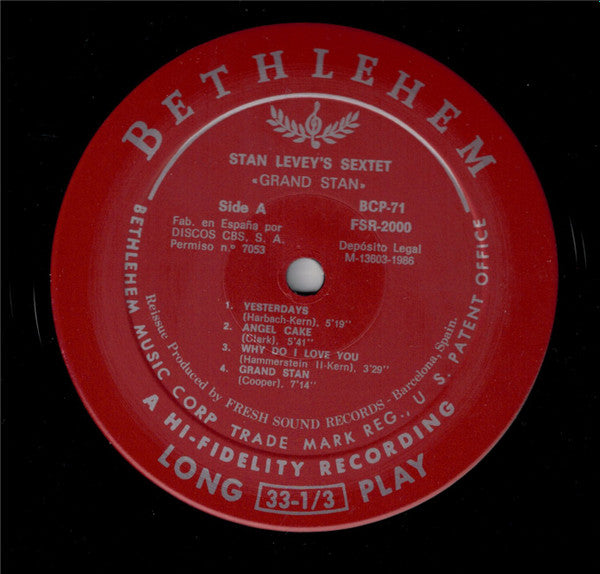 BETHLEHEM
STAN LEVEY'S SEXTET
«GRAND STAN»
Side A
BCP-71
Fab. en España por
DISCOS CBS, S. A.
Permiso n.º 7053
FSR-2000
Depósito Legal
M-13603-1986
1. YESTERDAYS
(Harbach-Kern), 5'19''
2. ANGEL CAKE
(Clark), 5'41''
3. WHY DO I LOVE YOU
(Hammerstein II-Kern), 3'29''
4. GRAND STAN
(Cooper), 7'14''
Reissue Produced by FRESH SOUND RECORDS - Barcelona, Spain.
BETHLEHEM MUSIC CORP TRADE MARK REG., U. S. PATENT OFFICE
A HI-FIDELITY RECORDING
LONG 33-1/3 PLAY